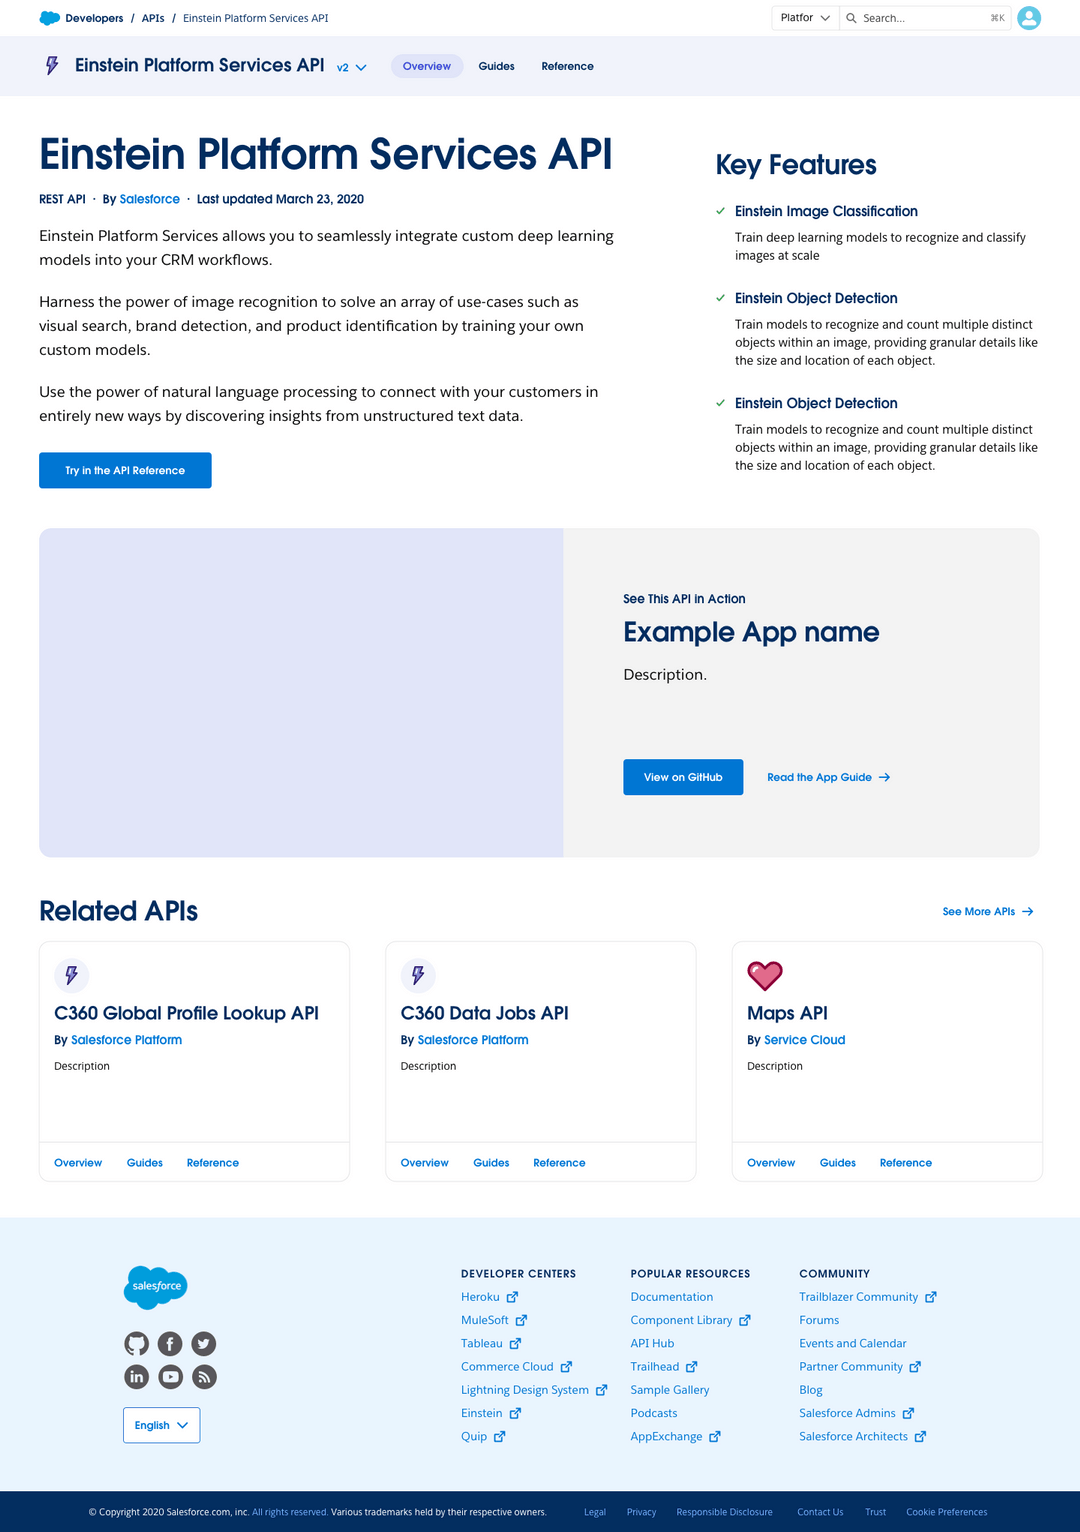 Developers / APIs / Einstein Platform Services API
Platfor
Search...
⌘K
Einstein Platform Services API v2
Overview Guides Reference
Einstein Platform Services API
REST API · By Salesforce · Last updated March 23, 2020
Einstein Platform Services allows you to seamlessly integrate custom deep learning
models into your CRM workflows.
Harness the power of image recognition to solve an array of use-cases such as
visual search, brand detection, and product identification by training your own
custom models.
Use the power of natural language processing to connect with your customers in
entirely new ways by discovering insights from unstructured text data.
Try in the API Reference
Key Features
Einstein Image Classification
Train deep learning models to recognize and classify
images at scale
Einstein Object Detection
Train models to recognize and count multiple distinct
objects within an image, providing granular details like
the size and location of each object.
Einstein Object Detection
Train models to recognize and count multiple distinct
objects within an image, providing granular details like
the size and location of each object.
See This API in Action
Example App name
Description.
View on GitHub
Read the App Guide
Related APIs
See More APIs
C360 Global Profile Lookup API
By Salesforce Platform
Description
Overview Guides Reference
C360 Data Jobs API
By Salesforce Platform
Description
Overview Guides Reference
Maps API
By Service Cloud
Description
Overview Guides Reference
salesforce
English
DEVELOPER CENTERS
Heroku
MuleSoft
Tableau
Commerce Cloud
Lightning Design System
Einstein
Quip
POPULAR RESOURCES
Documentation
Component Library
API Hub
Trailhead
Sample Gallery
Podcasts
AppExchange
COMMUNITY
Trailblazer Community
Forums
Events and Calendar
Partner Community
Blog
Salesforce Admins
Salesforce Architects
© Copyright 2020 Salesforce.com, inc. All rights reserved. Various trademarks held by their respective owners.
Legal Privacy Responsible Disclosure Contact Us Trust Cookie Preferences